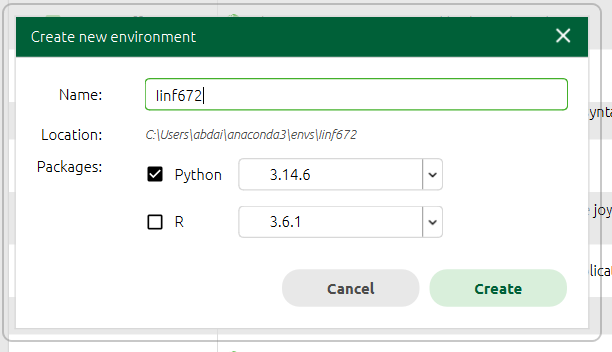 Create new environment
Name: linf672
Location: C:\Users\abdai\anaconda3\envs\linf672
Packages: Python 3.14.6
R 3.6.1
Cancel Create